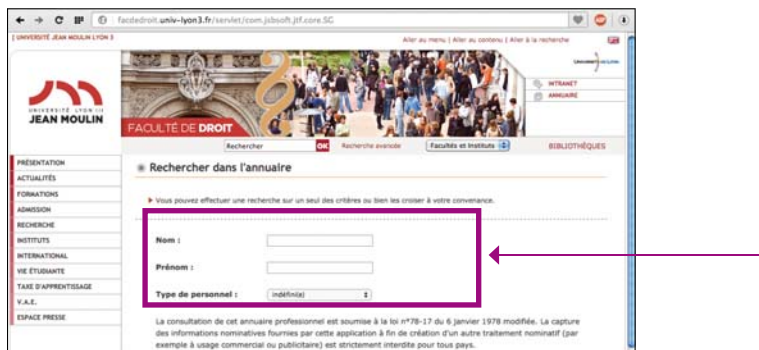 facdedroit.univ-lyon3.fr/servlet/com.jsbsoft.jtf.core.SG
[ UNIVERSITÉ JEAN MOULIN LYON 3
Aller au menu | Aller au contenu | Aller à la recherche
UNIVERSITÉ LYON III
JEAN MOULIN
INTRANET
ANNUAIRE
FACULTÉ DE DROIT
Rechercher OK Recherche avancée Facultés et Instituts BIBLIOTHÈQUES
PRÉSENTATION
ACTUALITÉS
FORMATIONS
ADMISSION
RECHERCHE
INSTITUTS
INTERNATIONAL
VIE ÉTUDIANTE
TAXE D'APPRENTISSAGE
V.A.E.
ESPACE PRESSE
Rechercher dans l'annuaire
Vous pouvez effectuer une recherche sur un seul des critères ou bien les croiser à votre convenance.
Nom :
Prénom :
Type de personnel : indéfini(e)
La consultation de cet annuaire professionnel est soumise à la loi n°78-17 du 6 janvier 1978 modifiée. La capture
des informations nominatives fournies par cette application à fin de création d'un autre traitement nominatif (par
exemple à usage commercial ou publicitaire) est strictement interdite pour tous pays.